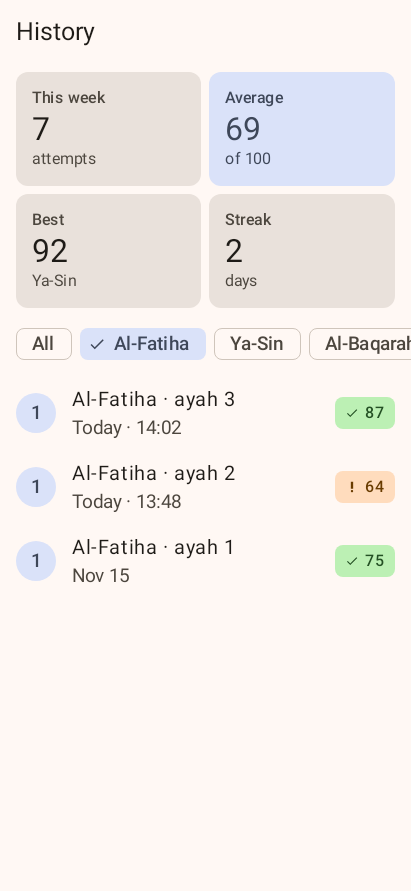 History
This week
7
attempts
Average
69
of 100
Best
92
Ya-Sin
Streak
2
days
All
Al-Fatiha
Ya-Sin
Al-Baqarah
1
Al-Fatiha · ayah 3
Today · 14:02
87
1
Al-Fatiha · ayah 2
Today · 13:48
! 64
1
Al-Fatiha · ayah 1
Nov 15
75